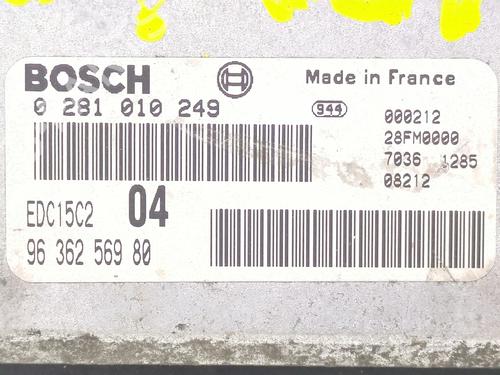 BOSCH
Made in France
0 281 010 249
944
000212
28FM0000
7036 1285
08212
EDC15C2 04
96 362 569 80